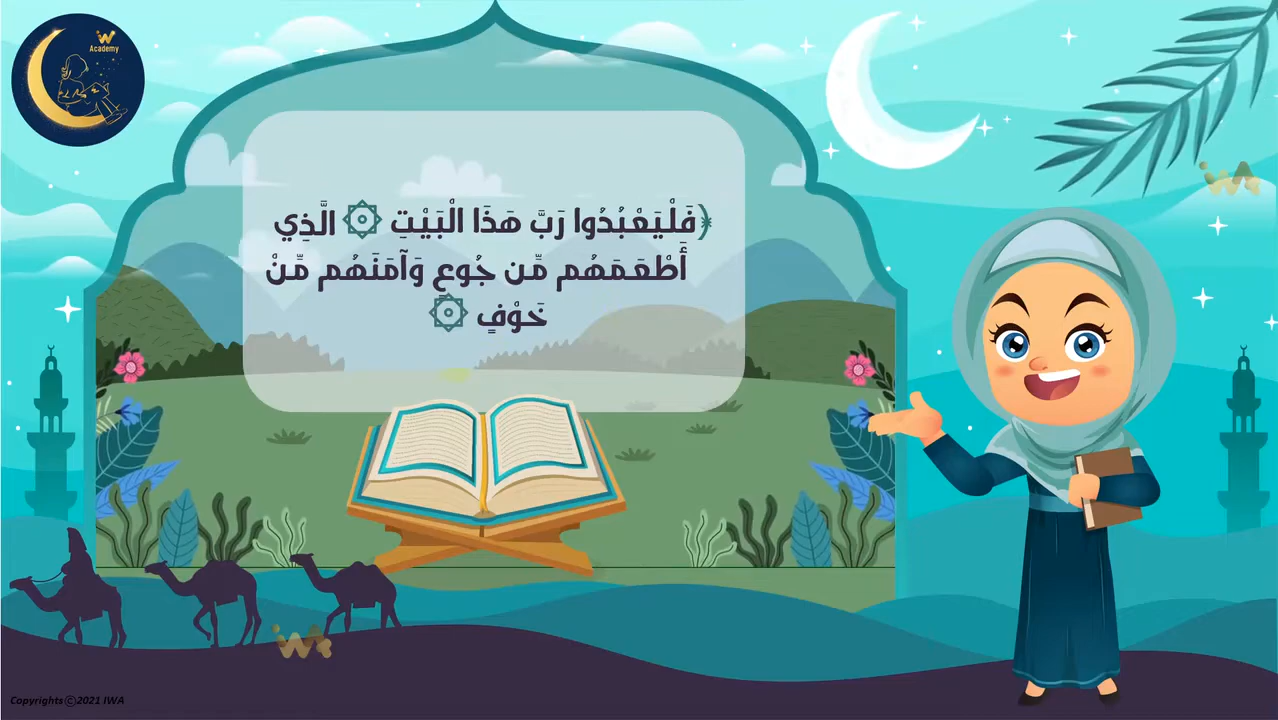 W
Academy
﴿فَلْيَعْبُدُوا رَبَّ هَذَا الْبَيْتِ ۞ الَّذِي
أَطْعَمَهُم مِّن جُوعٍ وَآمَنَهُم مِّنْ
خَوْفٍ ۞
Copyrights©2021 IWA